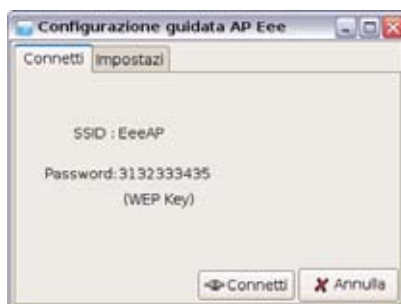 Configurazione guidata AP Eee
Connetti Impostazi
SSID : EeeAP
Password: 3132333435
(WEP Key)
Connetti Annulla